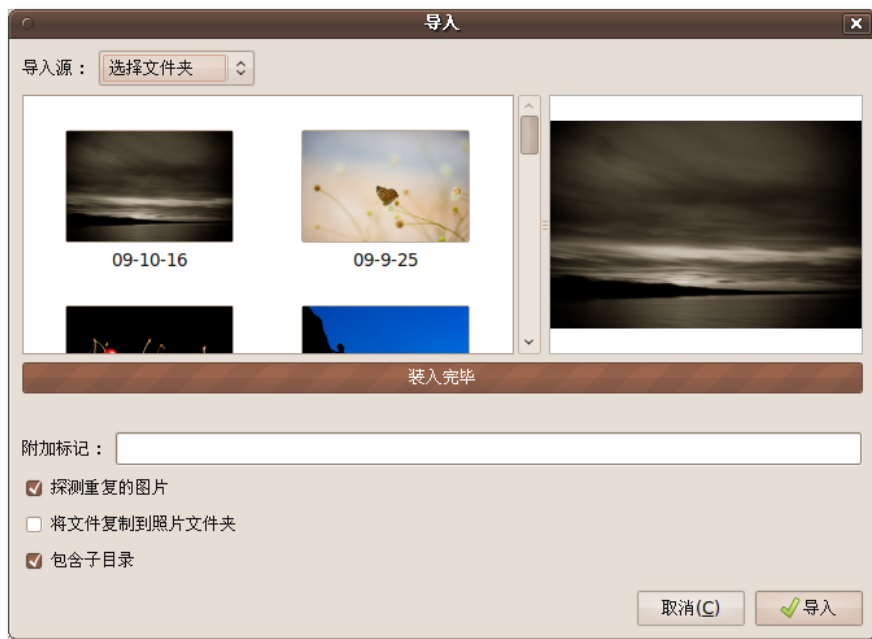 导入
导入源：
选择文件夹
09-10-16
09-9-25
装入完毕
附加标记：
探测重复的图片
将文件复制到照片文件夹
包含子目录
取消(C)
导入